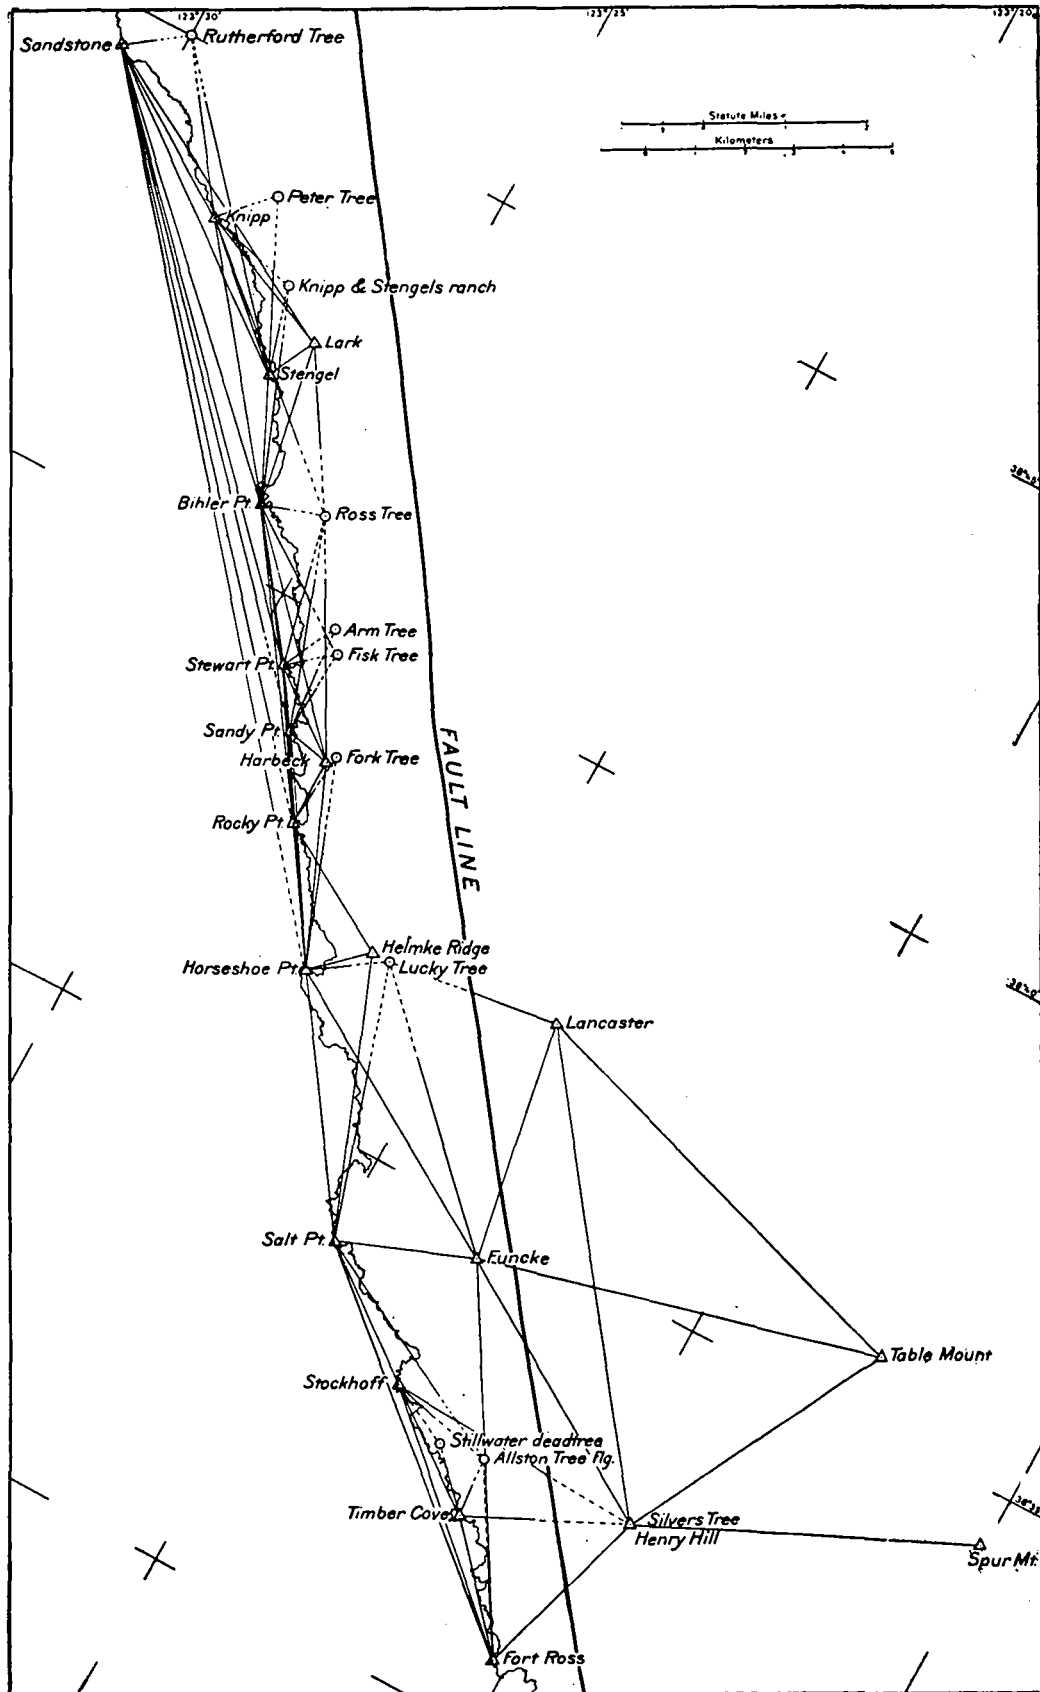 123°30'
123°25'
123°20'
Sandstone
Rutherford Tree
Statute Miles
Kilometers
Peter Tree
Knipp
Knipp & Stengels ranch
Lark
Stengel
Bihler Pt.
Ross Tree
Arm Tree
Fisk Tree
Stewart Pt.
Sandy Pt.
Harbeck
Fork Tree
FAULT LINE
Rocky Pt.
Helmke Ridge
Horseshoe Pt.
Lucky Tree
Lancaster
Salt Pt.
Funcke
Table Mount
Stockhoff
Stillwater deadtree
Allston Tree flg.
Timber Cove
Silvers Tree
Henry Hill
Spur Mt.
Fort Ross